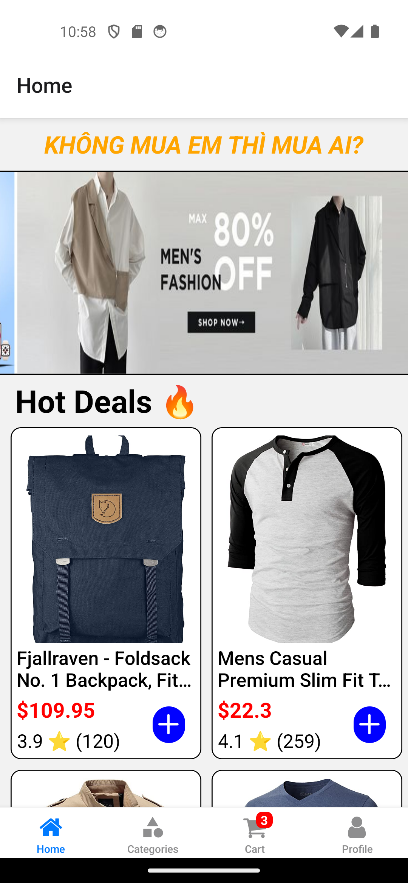 10:58
Home
KHÔNG MUA EM THÌ MUA AI?
MAX 80%
MEN'S
FASHION OFF
SHOP NOW→
Hot Deals 🔥
Fjallraven - Foldsack
No. 1 Backpack, Fit...
$109.95
3.9 ⭐ (120)
Mens Casual
Premium Slim Fit T...
$22.3
4.1 ⭐ (259)
3
Home
Categories
Cart
Profile